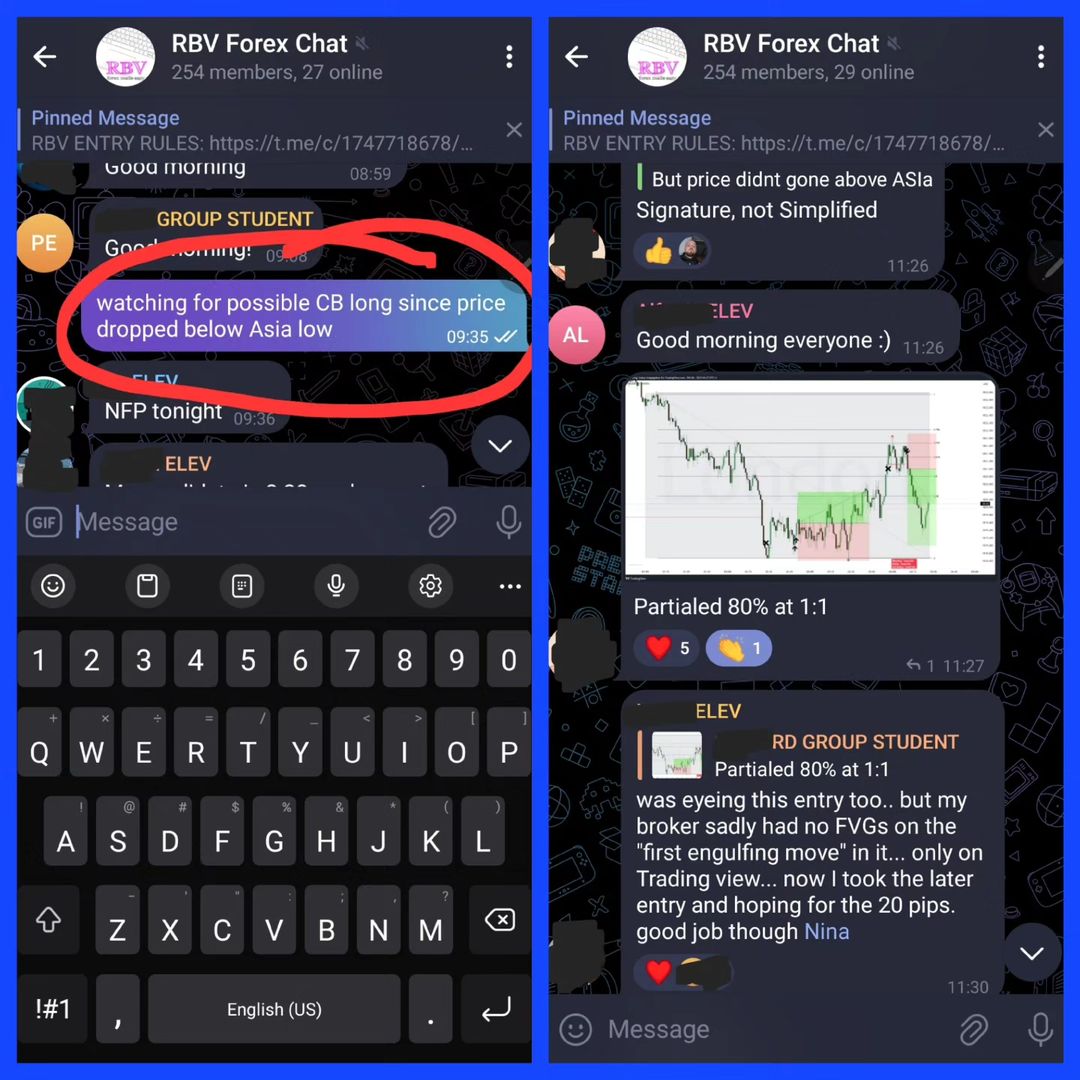 RBV Forex Chat
254 members, 27 online
Pinned Message
RBV ENTRY RULES: https://t.me/c/1747718678/...
Good morning
08:59
PE
GROUP STUDENT
Good morning!
09:08
watching for possible CB long since price
dropped below Asia low
09:35
ELEV
NFP tonight
09:36
ELEV
GIF
Message
1 2 3 4 5 6 7 8 9 0
Q W E R T Y U I O P
A S D F G H J K L
Z X C V B N M
!#1 , English (US) .
RBV
RBV Forex Chat
254 members, 29 online
Pinned Message
RBV ENTRY RULES: https://t.me/c/1747718678/...
But price didnt gone above ASIa
Signature, not Simplified
11:26
AL
ELEV
Good morning everyone :)
11:26
Partialed 80% at 1:1
5
1
1 11:27
ELEV
RD GROUP STUDENT
Partialed 80% at 1:1
was eyeing this entry too.. but my
broker sadly had no FVGs on the
"first engulfing move" in it... only on
Trading view... now I took the later
entry and hoping for the 20 pips.
good job though Nina
11:30
Message
RBV